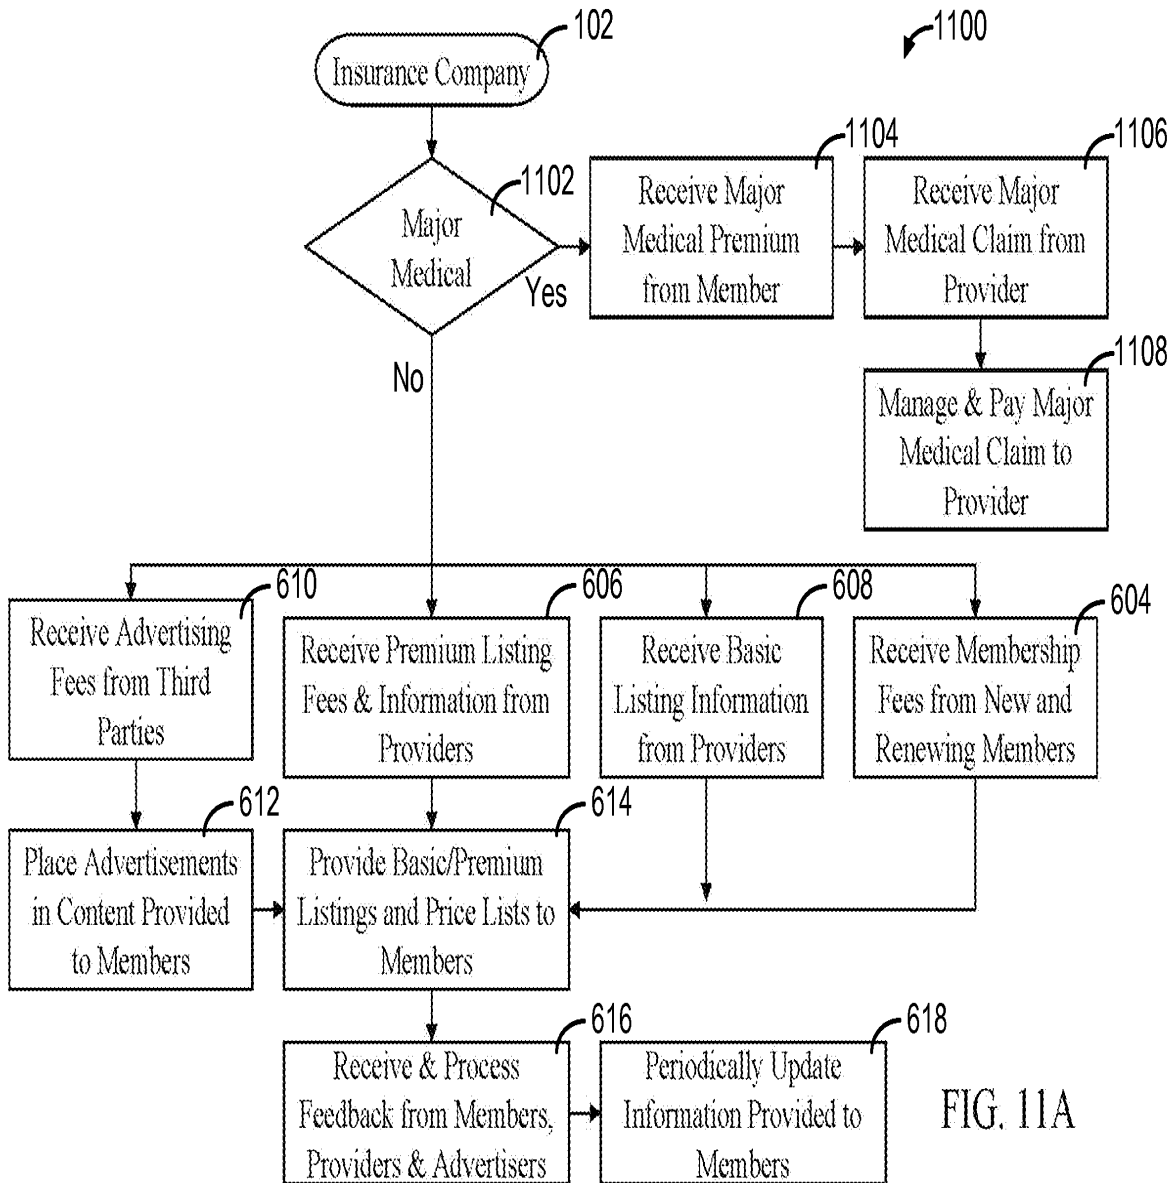 102
1100
Insurance Company
1102
Major
Medical
Yes
No
1104
Receive Major
Medical Premium
from Member
1106
Receive Major
Medical Claim from
Provider
1108
Manage & Pay Major
Medical Claim to
Provider
610
Receive Advertising
Fees from Third
Parties
606
Receive Premium Listing
Fees & Information from
Providers
608
Receive Basic
Listing Information
from Providers
604
Receive Membership
Fees from New and
Renewing Members
612
Place Advertisements
in Content Provided
to Members
614
Provide Basic/Premium
Listings and Price Lists to
Members
616
Receive & Process
Feedback from Members,
Providers & Advertisers
618
Periodically Update
Information Provided to
Members
FIG. 11A